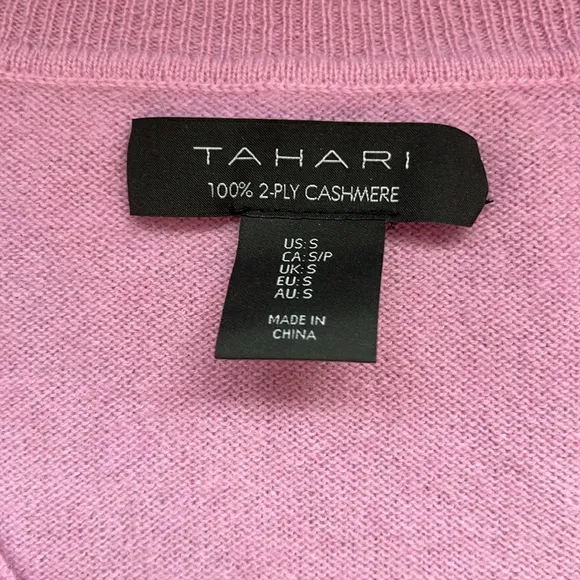 TAHARI
100% 2-PLY CASHMERE
US: S
CA: S/P
UK: S
EU: S
AU: S
MADE IN
CHINA